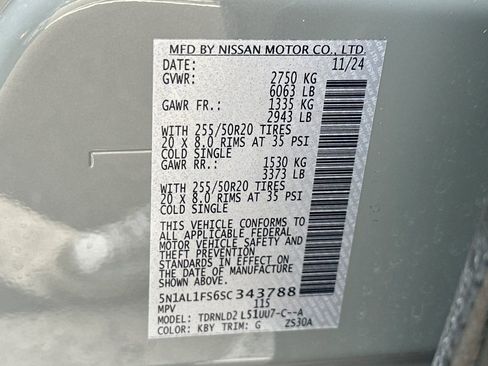 MFD BY NISSAN MOTOR CO., LTD.
DATE: 11/24
GVWR: 2750 KG
6063 LB
GAWR FR.: 1335 KG
2943 LB
WITH 255/50R20 TIRES
20 X 8.0 RIMS AT 35 PSI
COLD SINGLE
GAWR RR.: 1530 KG
3373 LB
WITH 255/50R20 TIRES
20 X 8.0 RIMS AT 35 PSI
COLD SINGLE
THIS VEHICLE CONFORMS TO
ALL APPLICABLE FEDERAL
MOTOR VEHICLE SAFETY AND
THEFT PREVENTION
STANDARDS IN EFFECT ON
THE DATE OF MANUFACTURE
SHOWN ABOVE.
5N1AL1FS6SC343788
MPV 115
MODEL: TDRNLD2 L51UU7-C--A
COLOR: KBY TRIM: G ZS30A